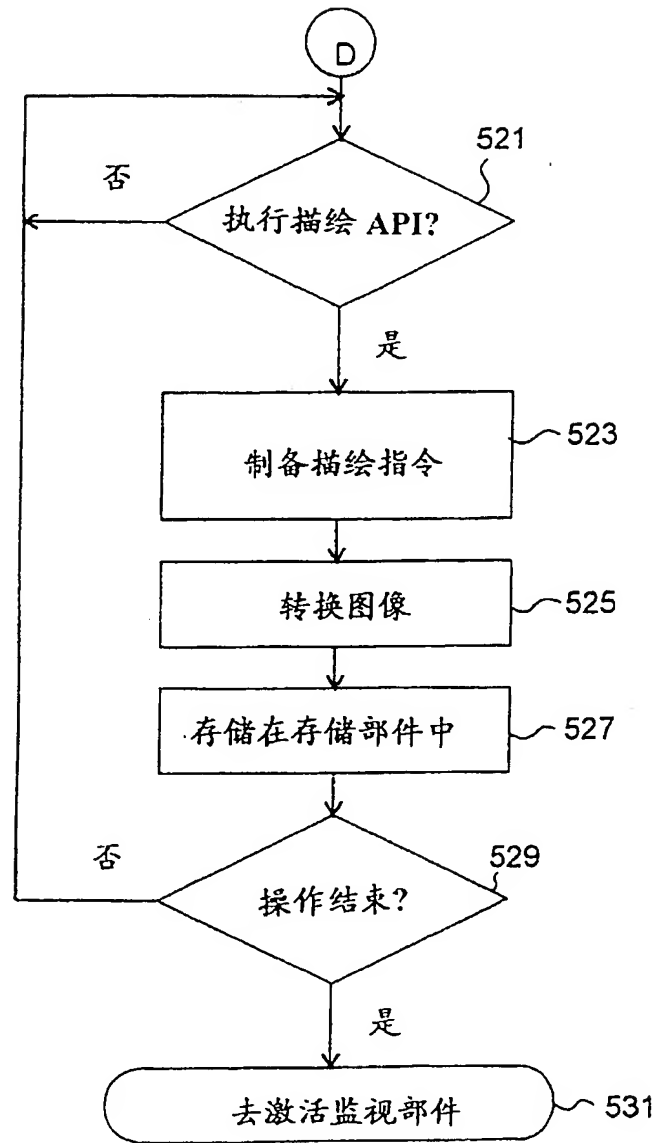 D
521
否
执行描绘 API?
是
523
制备描绘指令
转换图像
525
存储在存储部件中
527
否
529
操作结束?
是
去激活监视部件
531